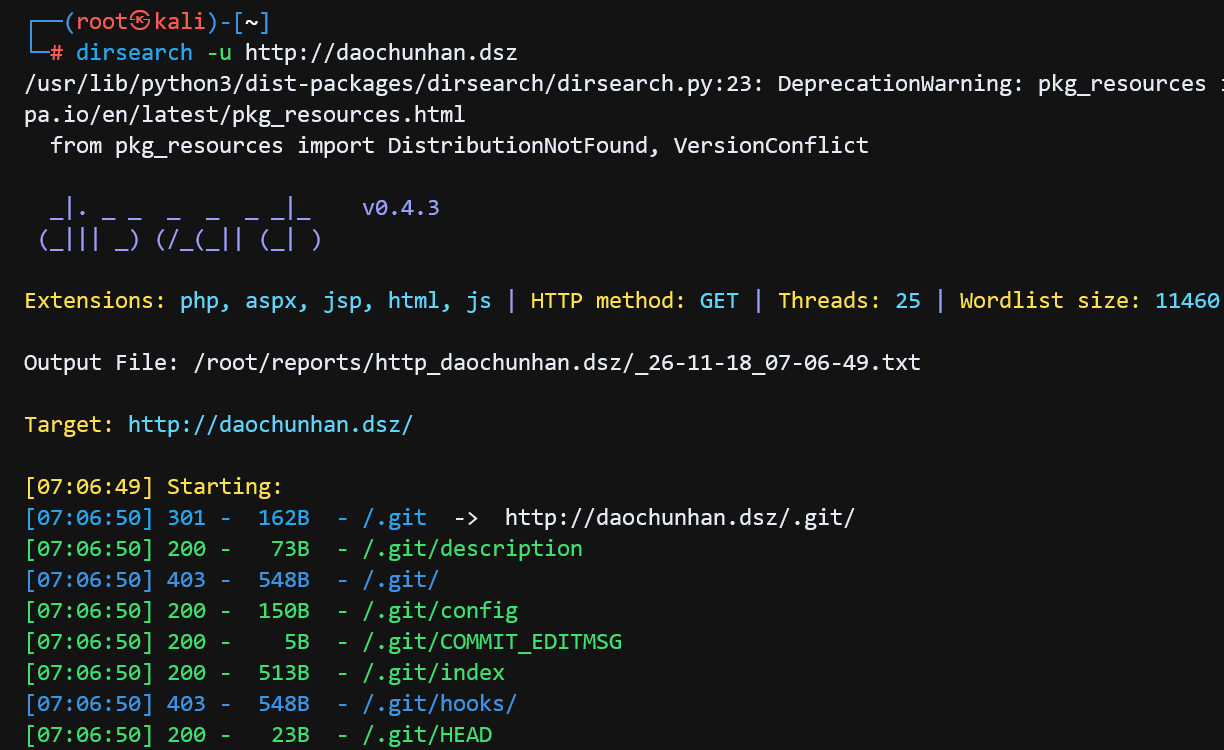 ┌──(root㉿kali)-[~]
└─# dirsearch -u http://daochunhan.dsz
/usr/lib/python3/dist-packages/dirsearch/dirsearch.py:23: DeprecationWarning: pkg_resources i
pa.io/en/latest/pkg_resources.html
  from pkg_resources import DistributionNotFound, VersionConflict
  _|. _ _  _  _  _ _|_    v0.4.3
 (_||| _) (/_(_|| (_| )
Extensions: php, aspx, jsp, html, js | HTTP method: GET | Threads: 25 | Wordlist size: 11460
Output File: /root/reports/http_daochunhan.dsz/_26-11-18_07-06-49.txt
Target: http://daochunhan.dsz/
[07:06:49] Starting:
[07:06:50] 301 -  162B  - /.git  ->  http://daochunhan.dsz/.git/
[07:06:50] 200 -   73B  - /.git/description
[07:06:50] 403 -  548B  - /.git/
[07:06:50] 200 -  150B  - /.git/config
[07:06:50] 200 -    5B  - /.git/COMMIT_EDITMSG
[07:06:50] 200 -  513B  - /.git/index
[07:06:50] 403 -  548B  - /.git/hooks/
[07:06:50] 200 -   23B  - /.git/HEAD